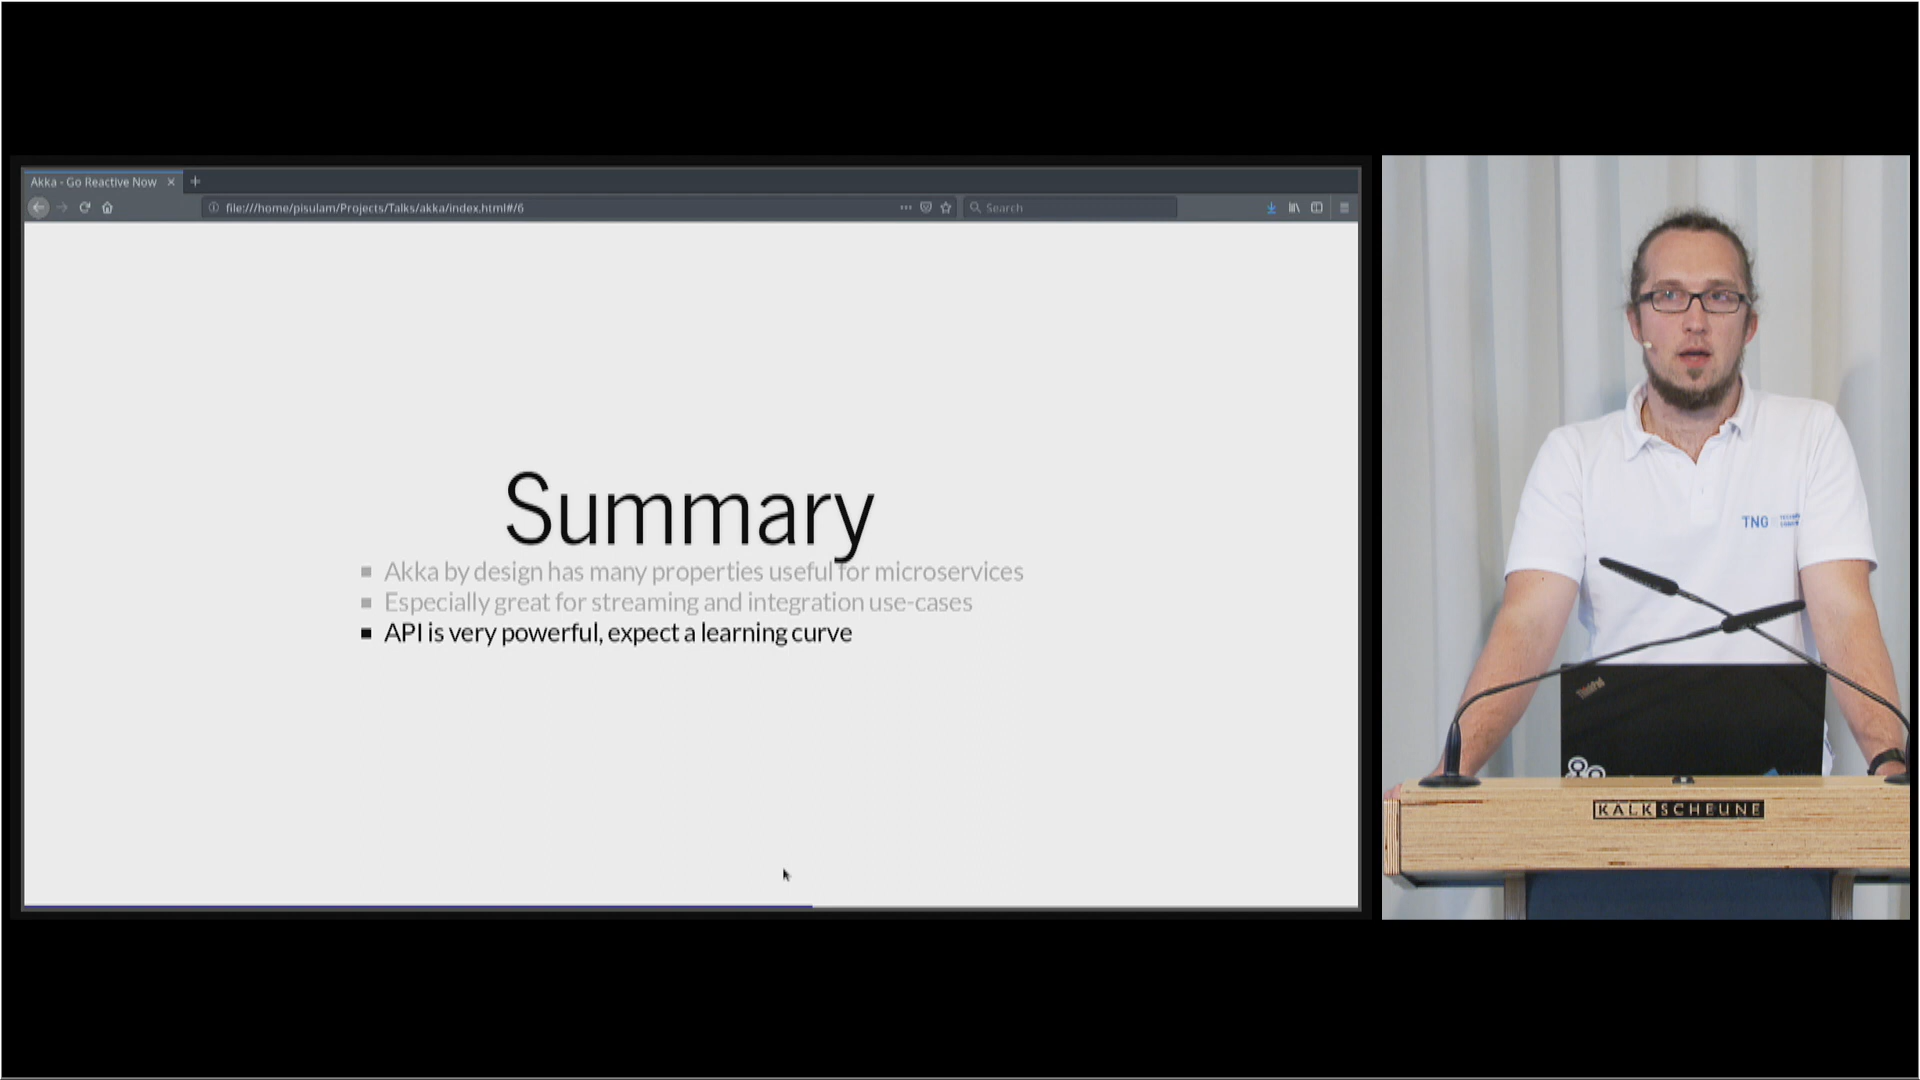 Akka - Go Reactive Now
file:///home/pisulam/Projects/Talks/akka/index.html#/6
Search
Summary
Akka by design has many properties useful for microservices
Especially great for streaming and integration use-cases
API is very powerful, expect a learning curve
TNG
ThinkPad
KALKSCHEUNE